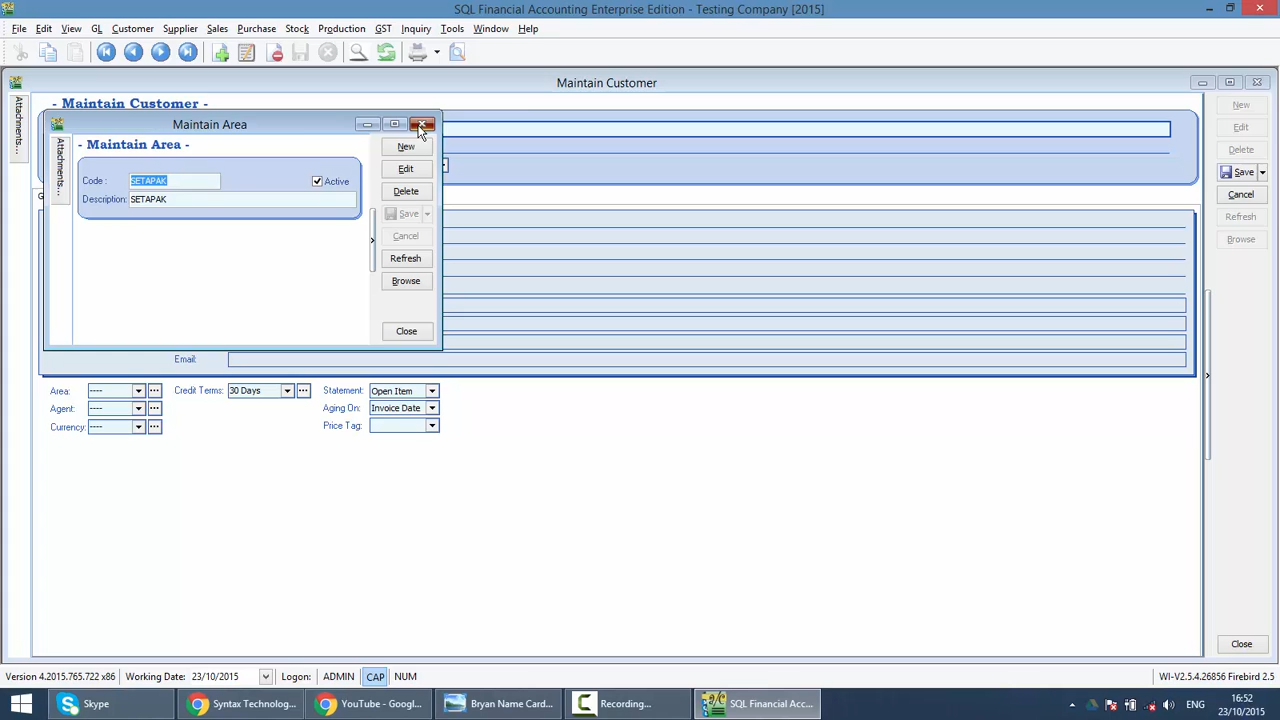 SQL Financial Accounting Enterprise Edition - Testing Company [2015]
File Edit View GL Customer Supplier Sales Purchase Stock Production GST Inquiry Tools Window Help
Maintain Customer
Attachments...
- Maintain Customer -
Maintain Area
Attachments...
- Maintain Area -
Code : SETAPAK Active
Description: SETAPAK
New
Edit
Delete
Save
Cancel
Refresh
Browse
Close
New
Edit
Delete
Save
Cancel
Refresh
Browse
Email:
Area: ---- Credit Terms: 30 Days Statement: Open Item
Agent: ---- Aging On: Invoice Date
Currency: ---- Price Tag:
Close
Version 4.2015.765.722 x86 Working Date: 23/10/2015 Logon: ADMIN CAP NUM WI-V2.5.4.26856 Firebird 2.5
Skype Syntax Technolog... YouTube - Googl... Bryan Name Card... Recording... SQL Financial Acc... ENG 16:52
23/10/2015